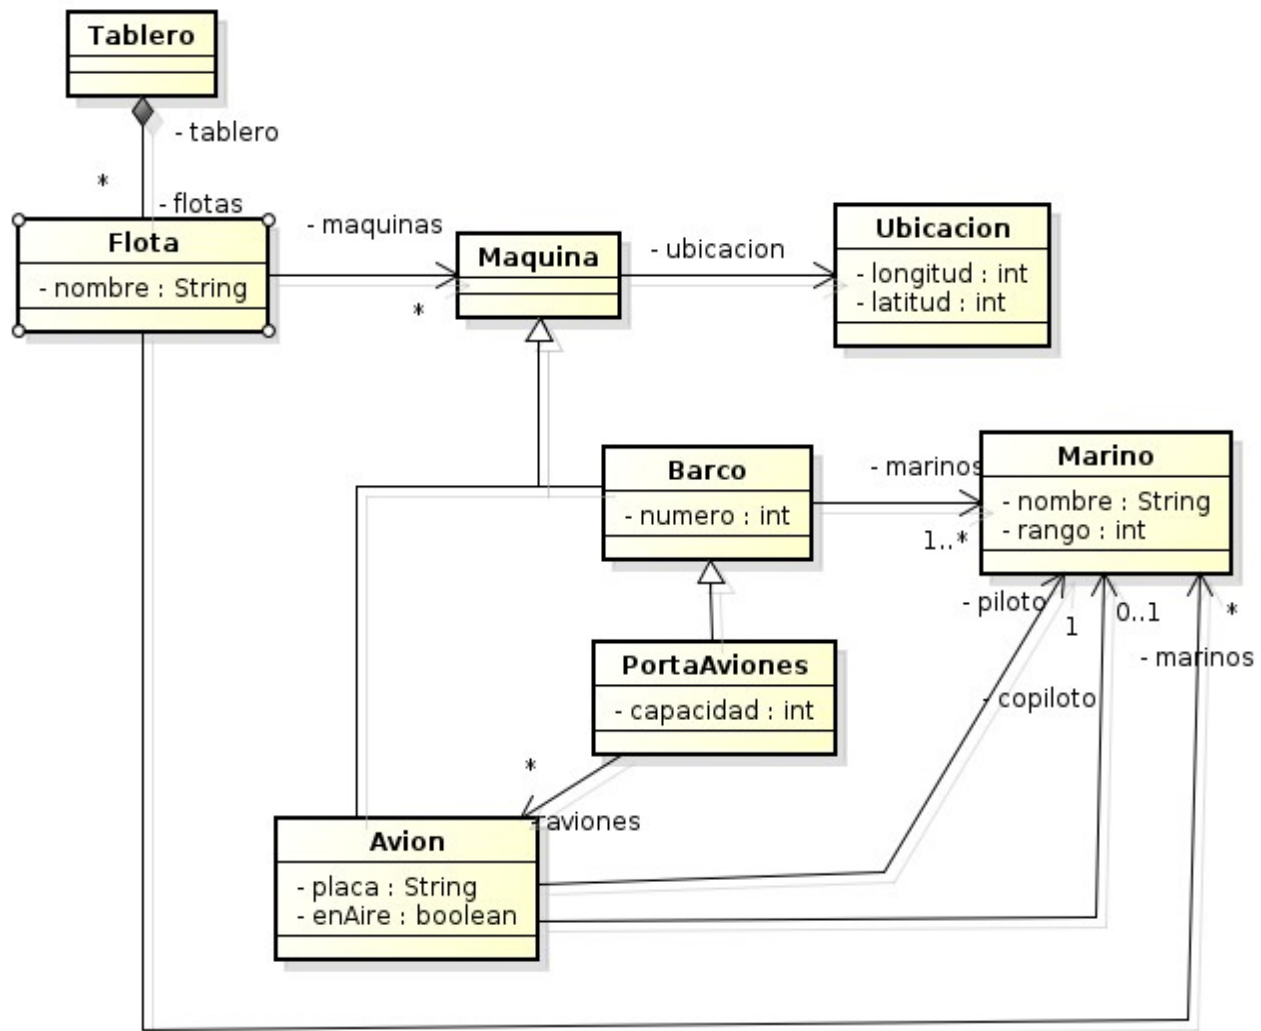 Tablero
- tablero
*
- flotas
Flota
- nombre : String
- maquinas
*
Maquina
- ubicacion
Ubicacion
- longitud : int
- latitud : int
Barco
- numero : int
- marinos
1..*
Marino
- nombre : String
- rango : int
- piloto
1
0..1
*
- marinos
- copiloto
PortaAviones
- capacidad : int
*
- aviones
Avion
- placa : String
- enAire : boolean